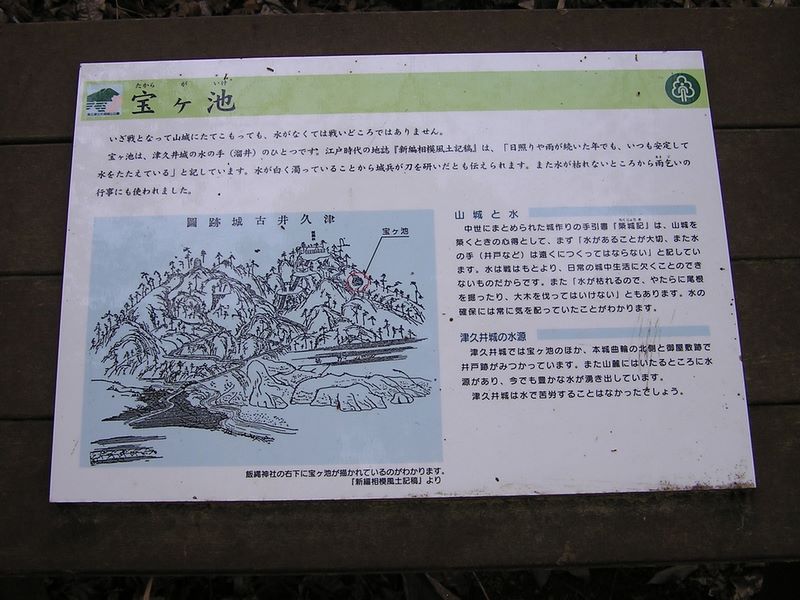 たから が いけ
宝ヶ池
いざ戦となって山城にたてこもっても、水がなくては戦いどころではありません。
宝ヶ池は、津久井城の水の手（溜井）のひとつです。江戸時代の地誌『新編相模風土記稿』は、「日照りや雨が続いた年でも、いつも安定して
水をたたえている」と記しています。水が白く濁っていることから城兵が刀を研いだとも伝えられます。また水が枯れないところから雨乞いの
行事にも使われました。
圖跡城古井久津
宝ヶ池
飯縄神社の右下に宝ヶ池が描かれているのがわかります。
『新編相模風土記稿』より
山城と水
中世にまとめられた城作りの手引書「築城記」は、山城を
築くときの心得として、まず「水があることが大切、また水
の手（井戸など）は遠くにつくってはならない」と記してい
ます。水は戦はもとより、日常の城中生活に欠くことのでき
ないものだからです。また「水が枯れるので、やたらに尾根
を掘ったり、大木を伐ってはいけない」ともあります。水の
確保には常に気を配っていたことがわかります。
津久井城の水源
津久井城では宝ヶ池のほか、本城曲輪の北側と御屋敷跡で
井戸跡がみつかっています。また山麓にはいたるところに水
源があり、今でも豊かな水が湧き出しています。
津久井城は水で苦労することはなかったでしょう。